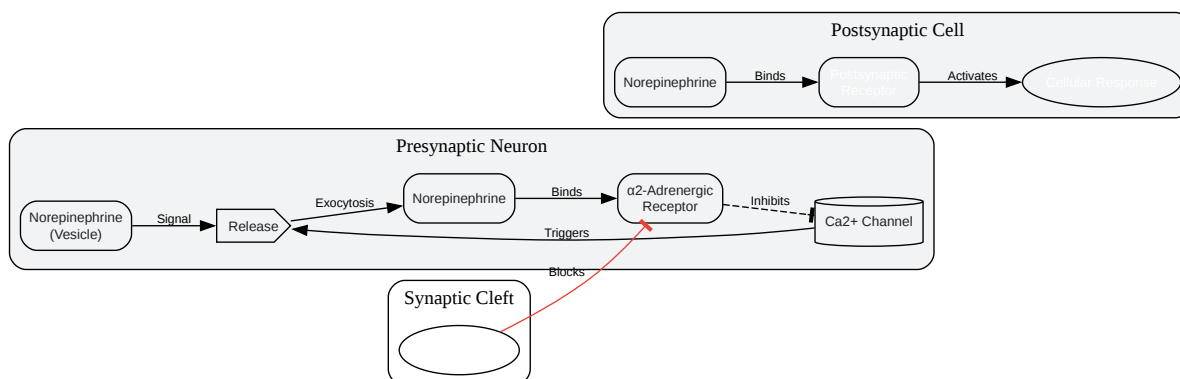 Postsynaptic Cell
Norepinephrine
Binds
Postsynaptic
Receptor
Activates
Cellular Response
Presynaptic Neuron
Norepinephrine
(Vesicle)
Signal
Release
Exocytosis
Norepinephrine
Binds
α2-Adrenergic
Receptor
Inhibits
Ca2+ Channel
Triggers
Blocks
Synaptic Cleft